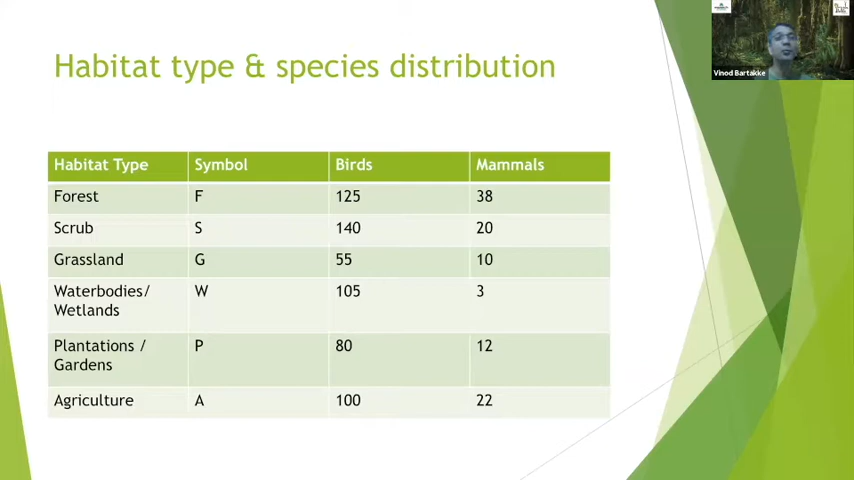 Habitat type & species distribution
Vinod Bartakke
Habitat Type Symbol Birds Mammals
Forest F 125 38
Scrub S 140 20
Grassland G 55 10
Waterbodies/ W 105 3
Wetlands
Plantations / P 80 12
Gardens
Agriculture A 100 22